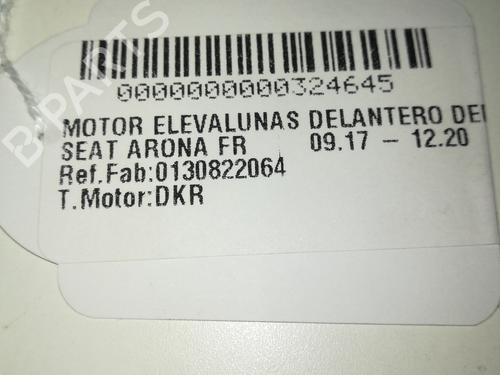 0000000000324645
MOTOR ELEVALUNAS DELANTERO DE
SEAT ARONA FR 09.17 - 12.20
Ref.Fab:0130822064
T.Motor:DKR
B-PARTS